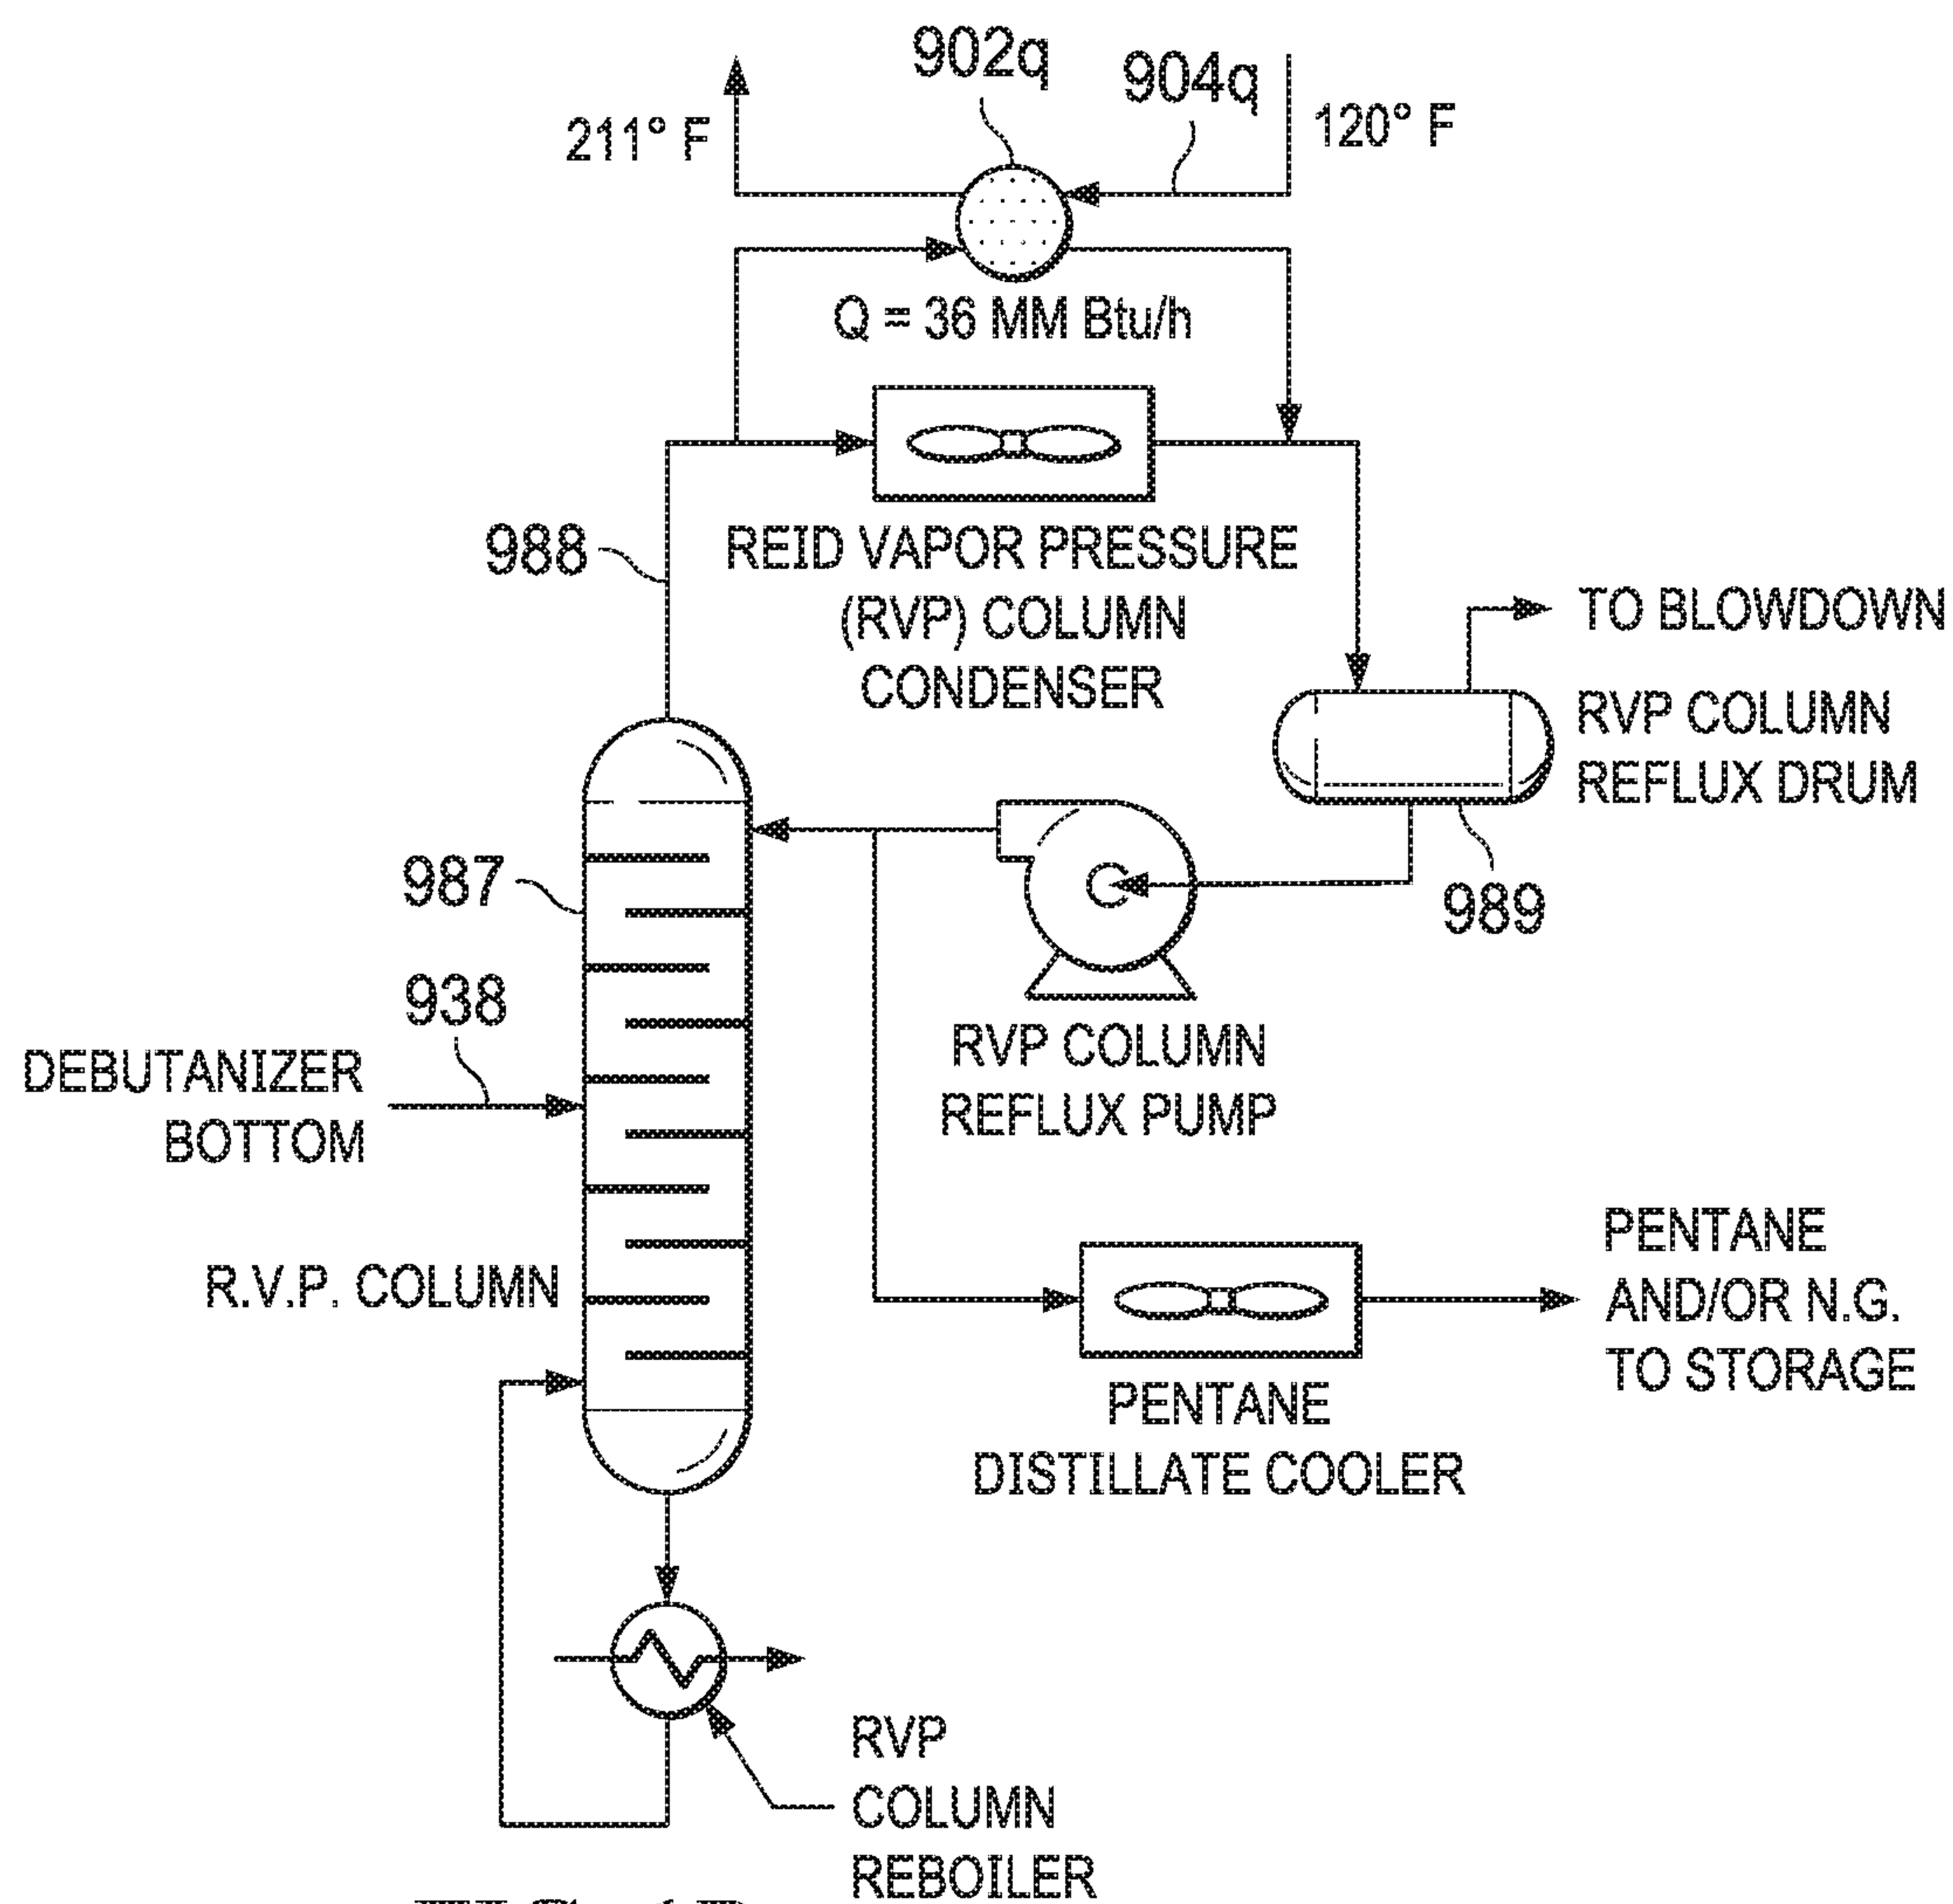 902q
904q
211° F
120° F
Q = 36 MM Btu/h
988
REID VAPOR PRESSURE
(RVP) COLUMN
CONDENSER
TO BLOWDOWN
RVP COLUMN
REFLUX DRUM
987
989
938
DEBUTANIZER
BOTTOM
RVP COLUMN
REFLUX PUMP
R.V.P. COLUMN
PENTANE
AND/OR N.G.
TO STORAGE
PENTANE
DISTILLATE COOLER
RVP
COLUMN
REBOILER